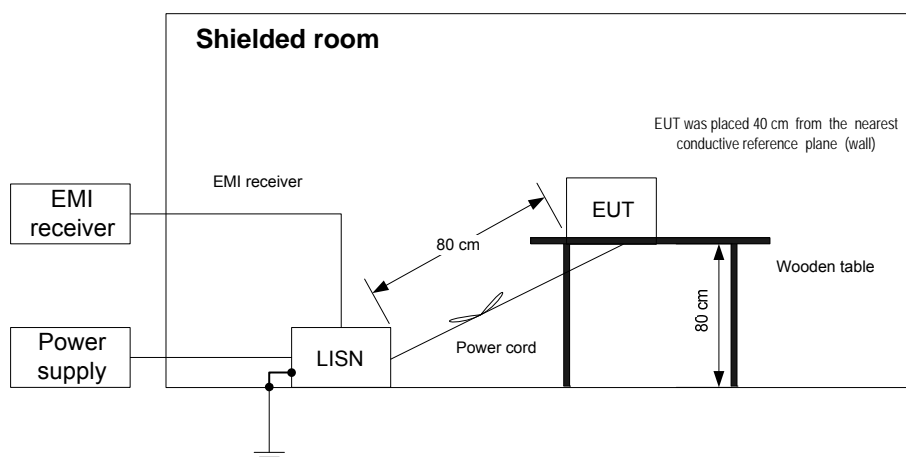 Shielded room
EUT was placed 40 cm from the nearest
conductive reference plane (wall)
EMI receiver
EMI
receiver
EUT
80 cm
Wooden table
80 cm
Power cord
Power
supply
LISN